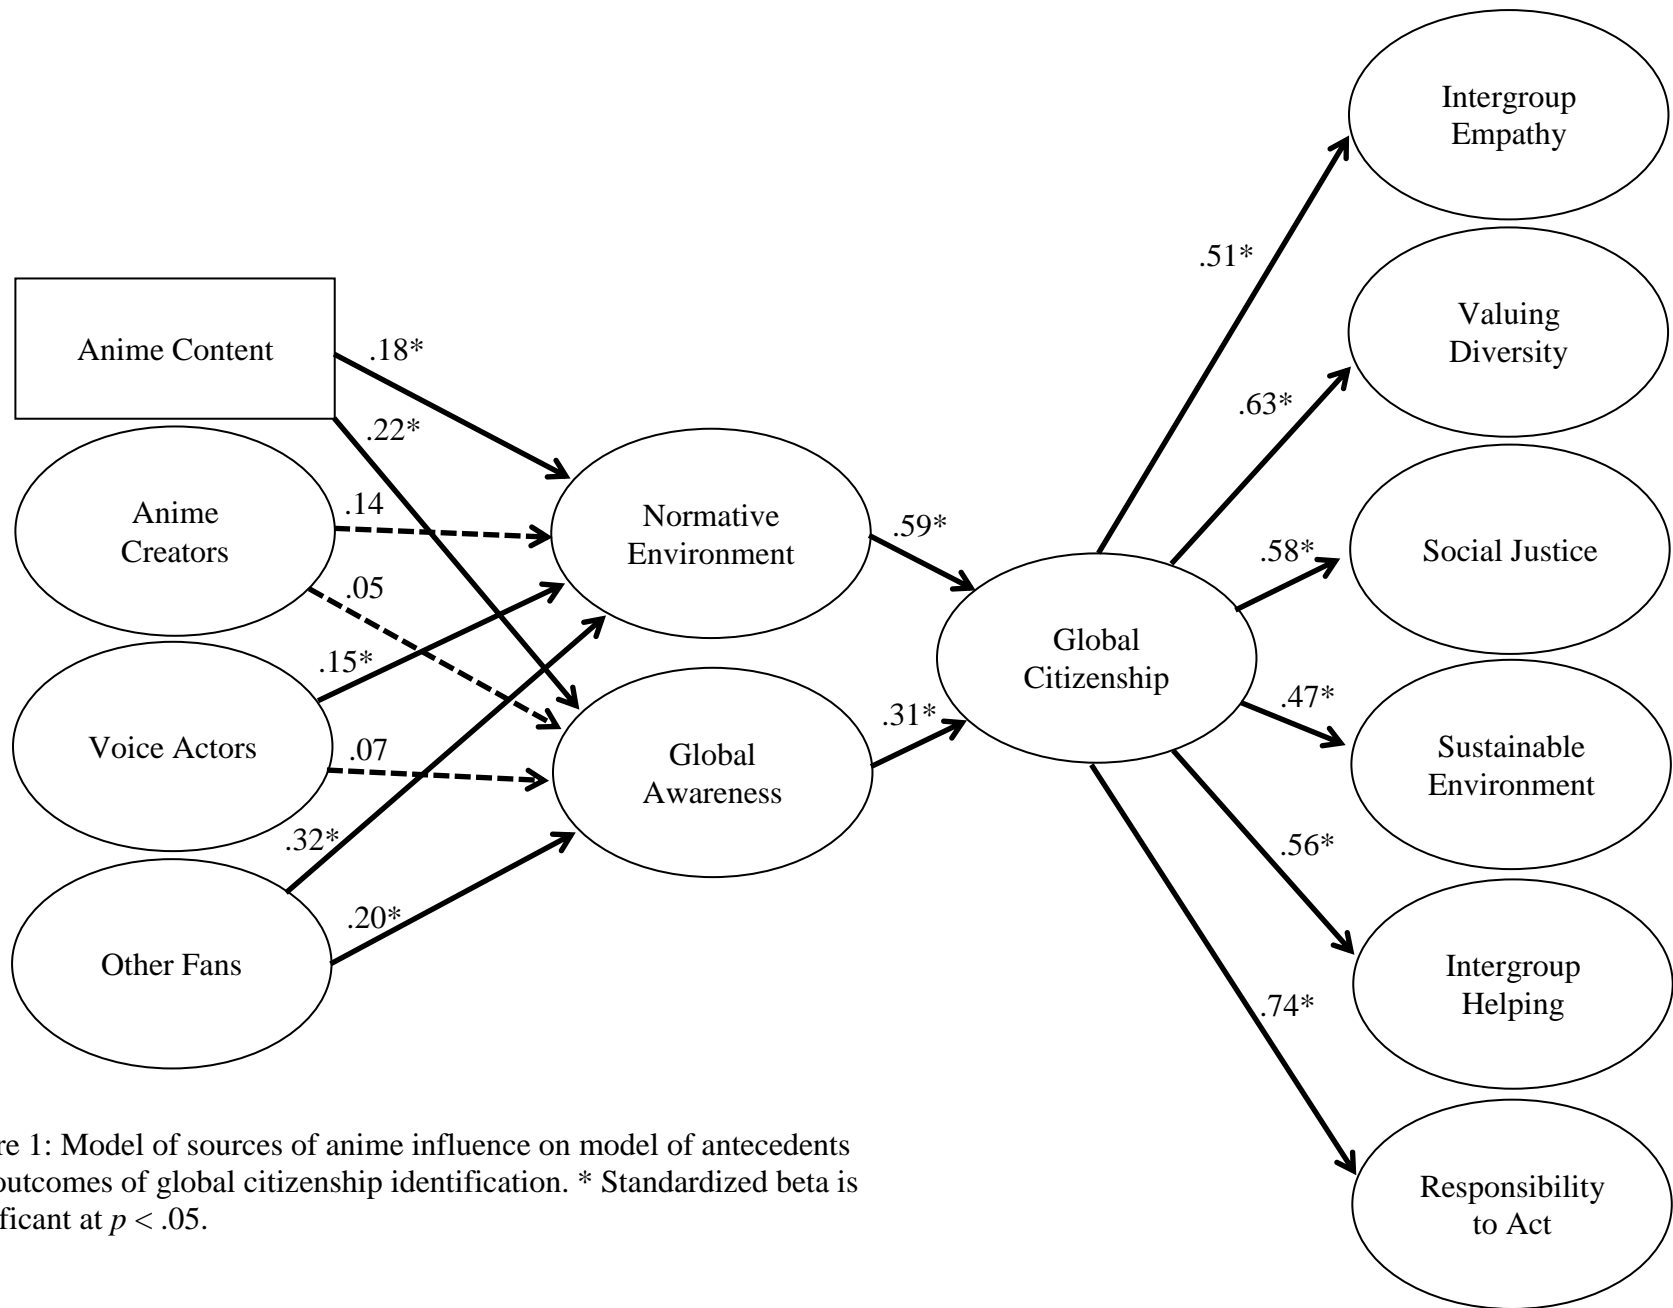 Anime Content
Anime
Creators
Voice Actors
Other Fans
.18*
.22*
.14
.05
.15*
.07
.32*
.20*
Normative
Environment
Global
Awareness
.59*
.31*
Global
Citizenship
.51*
.63*
.58*
.47*
.56*
.74*
Intergroup
Empathy
Valuing
Diversity
Social Justice
Sustainable
Environment
Intergroup
Helping
Responsibility
to Act
re 1: Model of sources of anime influence on model of antecedents
outcomes of global citizenship identification. * Standardized beta is
ficant at p < .05.